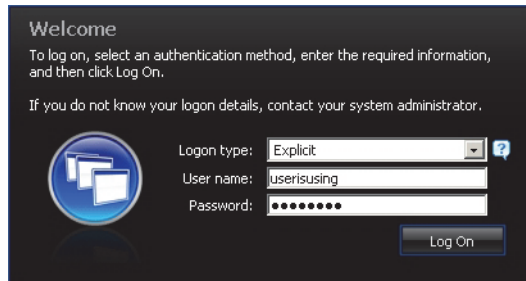 Welcome
To log on, select an authentication method, enter the required information,
and then click Log On.
If you do not know your logon details, contact your system administrator.
Logon type: Explicit ?
User name: userisusing
Password: ●●●●●●●●
Log On